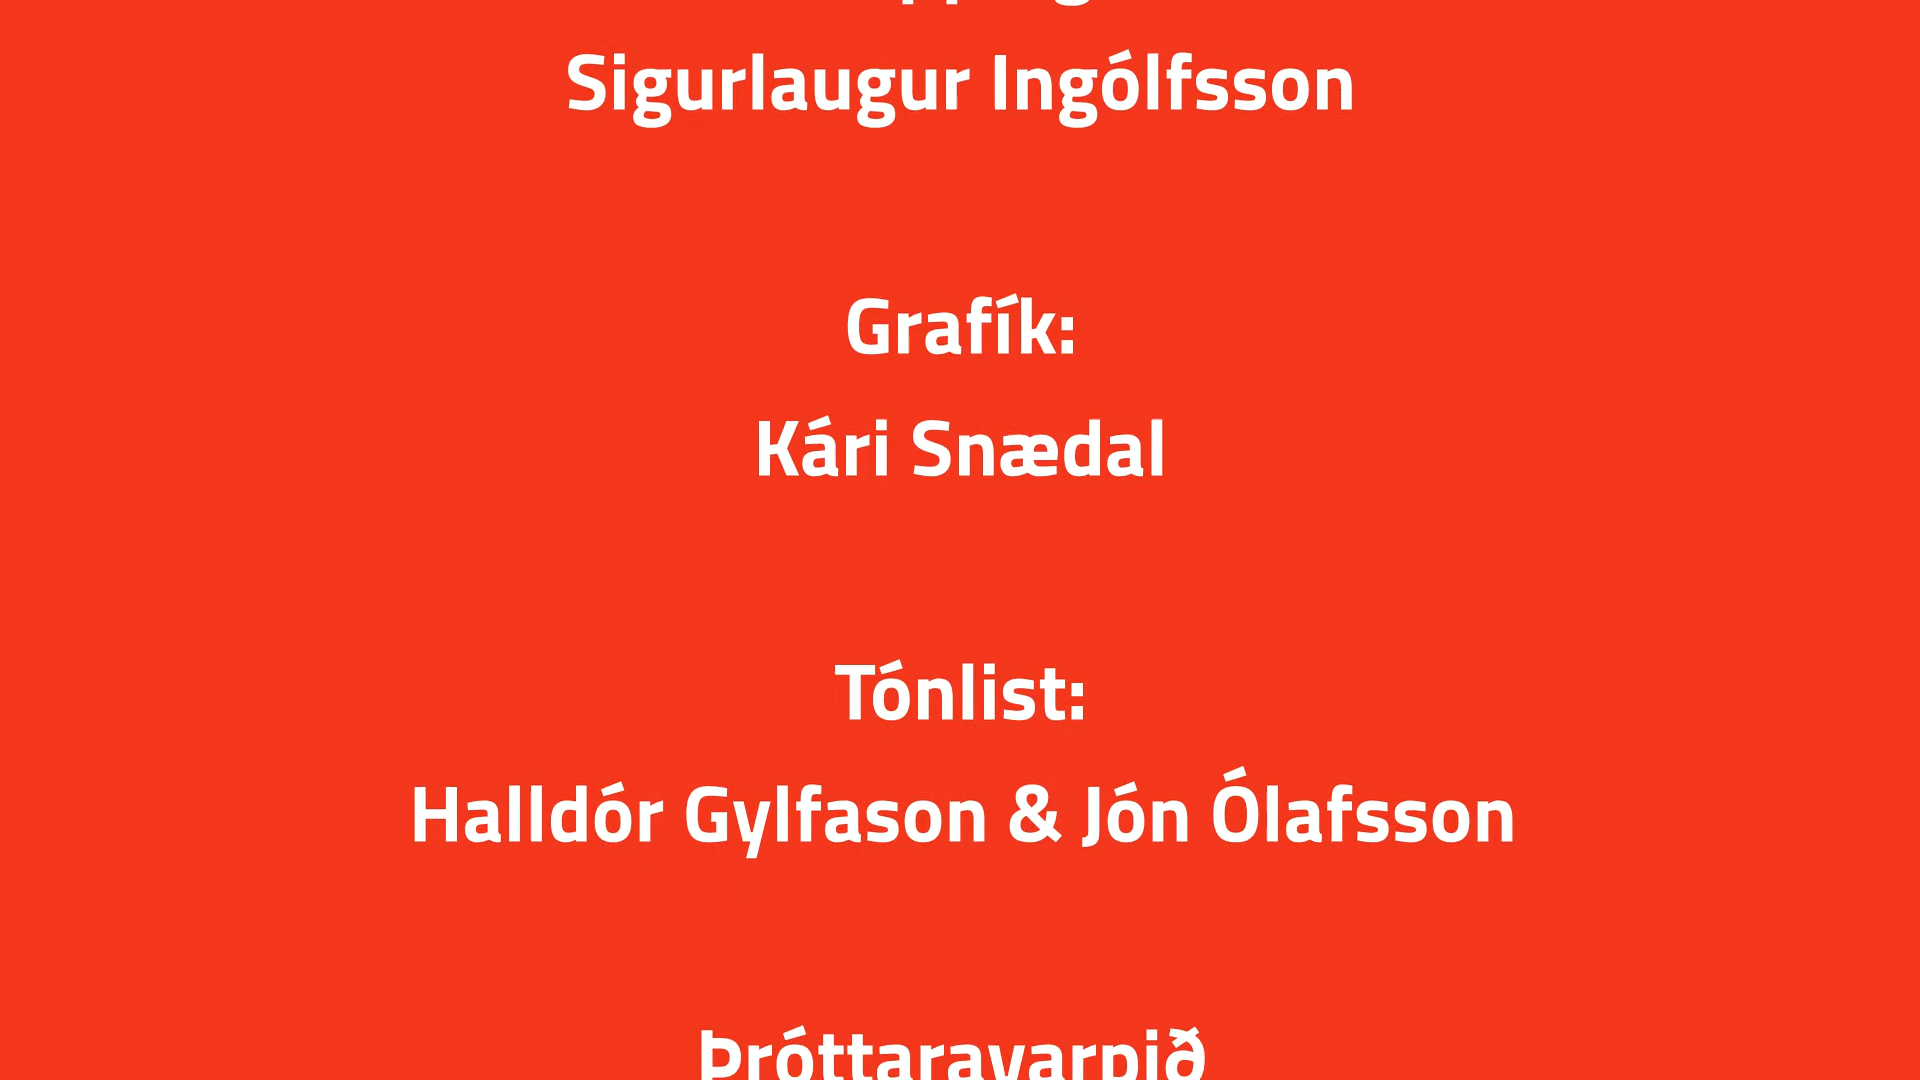 Sigurlaugur Ingólfsson
Grafík:
Kári Snædal
Tónlist:
Halldór Gylfason & Jón Ólafsson
Þróttaravarpið